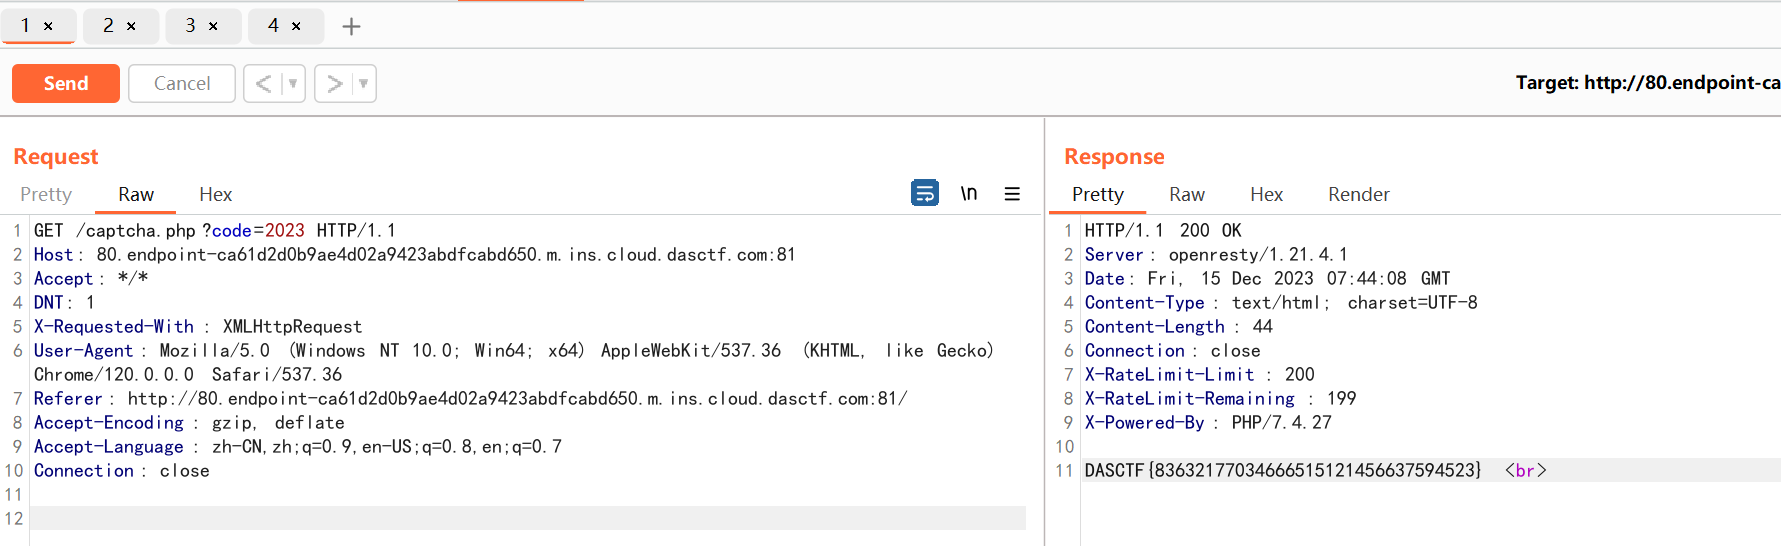 1 × 2 × 3 × 4 × +
Send Cancel < ▼ > ▼ Target: http://80.endpoint-ca
Request
Pretty Raw Hex \n
1 GET /captcha.php?code=2023 HTTP/1.1
2 Host: 80.endpoint-ca61d2d0b9ae4d02a9423abdfcabd650.m.ins.cloud.dasctf.com:81
3 Accept: */*
4 DNT: 1
5 X-Requested-With: XMLHttpRequest
6 User-Agent: Mozilla/5.0 (Windows NT 10.0; Win64; x64) AppleWebKit/537.36 (KHTML, like Gecko)
Chrome/120.0.0.0 Safari/537.36
7 Referer: http://80.endpoint-ca61d2d0b9ae4d02a9423abdfcabd650.m.ins.cloud.dasctf.com:81/
8 Accept-Encoding: gzip, deflate
9 Accept-Language: zh-CN,zh;q=0.9,en-US;q=0.8,en;q=0.7
10 Connection: close
11
12
Response
Pretty Raw Hex Render
1 HTTP/1.1 200 OK
2 Server: openresty/1.21.4.1
3 Date: Fri, 15 Dec 2023 07:44:08 GMT
4 Content-Type: text/html; charset=UTF-8
5 Content-Length: 44
6 Connection: close
7 X-RateLimit-Limit: 200
8 X-RateLimit-Remaining: 199
9 X-Powered-By: PHP/7.4.27
10
11 DASCTF{83632177034666515121456637594523} <br>